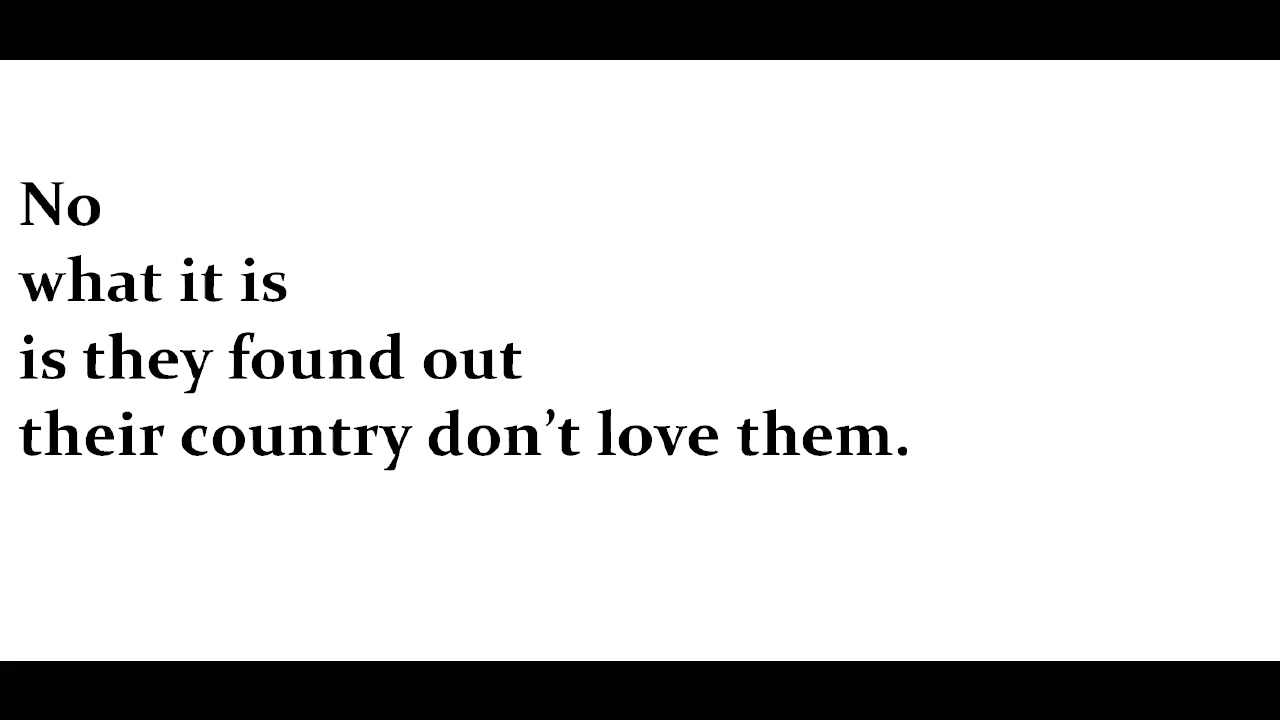 No
what it is
is they found out
their country don’t love them.